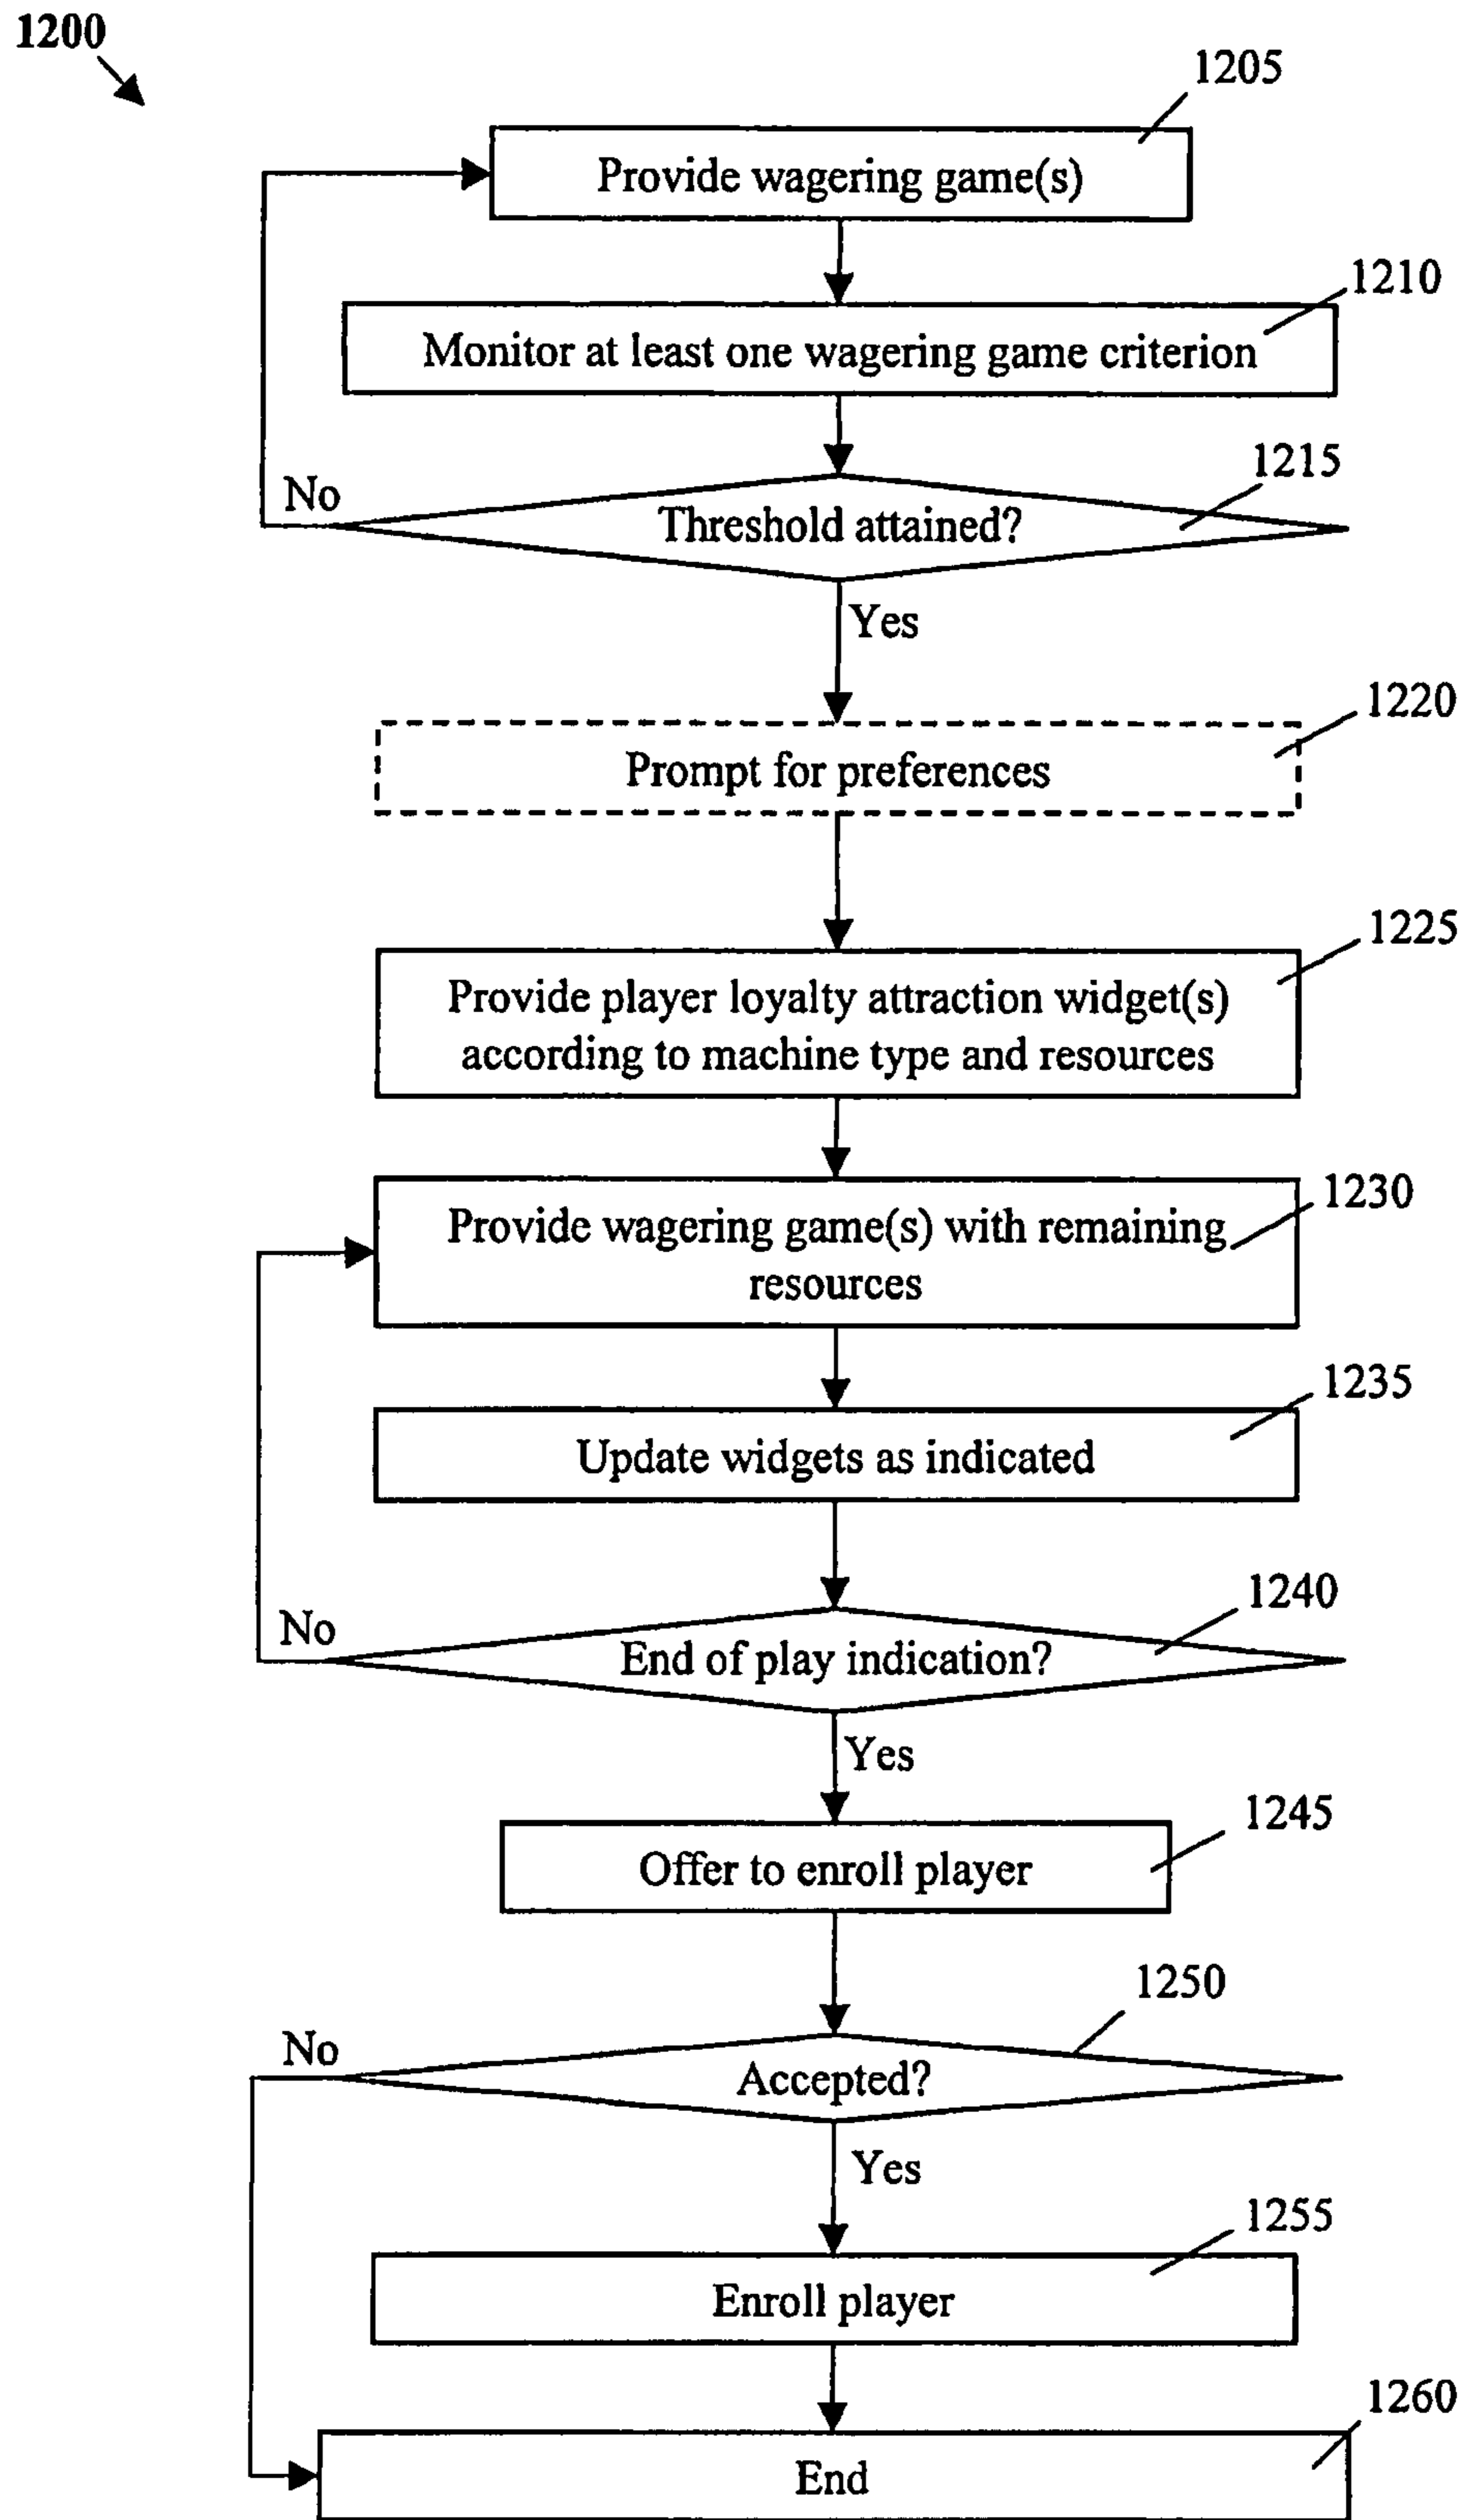 1200
1205
Provide wagering game(s)
1210
Monitor at least one wagering game criterion
1215
No
Threshold attained?
Yes
1220
Prompt for preferences
1225
Provide player loyalty attraction widget(s)
according to machine type and resources
1230
Provide wagering game(s) with remaining
resources
1235
Update widgets as indicated
1240
No
End of play indication?
Yes
1245
Offer to enroll player
1250
No
Accepted?
Yes
1255
Enroll player
1260
End